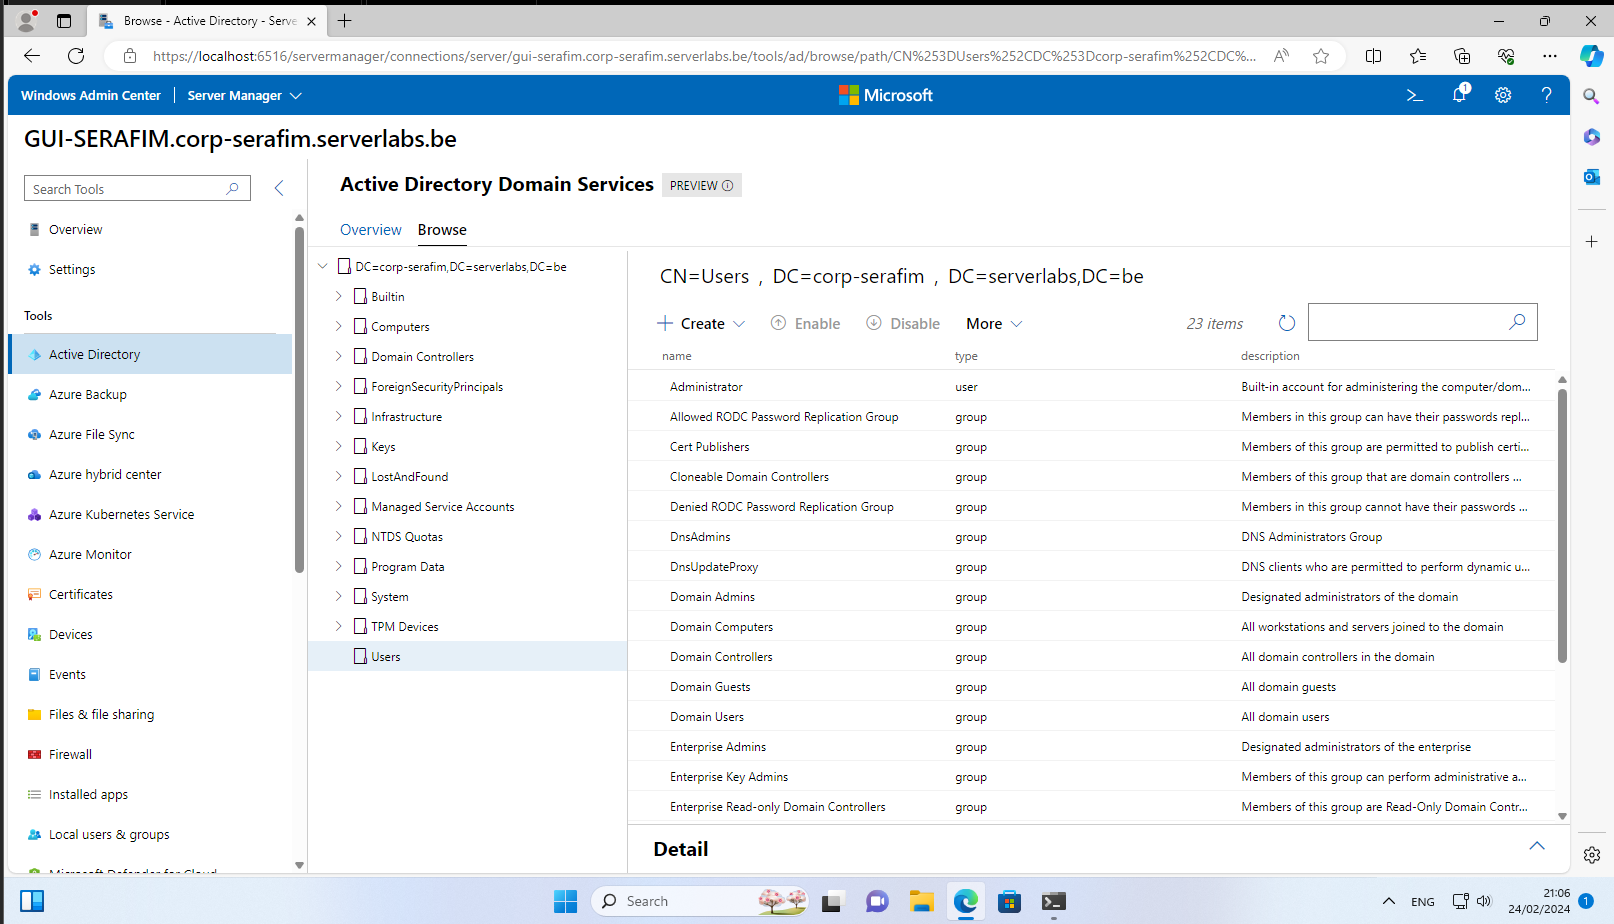 Browse - Active Directory - Serve
https://localhost:6516/servermanager/connections/server/gui-serafim.corp-serafim.serverlabs.be/tools/ad/browse/path/CN%253DUsers%252CDC%253Dcorp-serafim%252CDC%...
Windows Admin Center
Server Manager
Microsoft
1
GUI-SERAFIM.corp-serafim.serverlabs.be
Search Tools
Overview
Settings
Tools
Active Directory
Azure Backup
Azure File Sync
Azure hybrid center
Azure Kubernetes Service
Azure Monitor
Certificates
Devices
Events
Files & file sharing
Firewall
Installed apps
Local users & groups
Microsoft Defender for Cloud
Active Directory Domain Services
PREVIEW
Overview Browse
DC=corp-serafim,DC=serverlabs,DC=be
Builtin
Computers
Domain Controllers
ForeignSecurityPrincipals
Infrastructure
Keys
LostAndFound
Managed Service Accounts
NTDS Quotas
Program Data
System
TPM Devices
Users
CN=Users , DC=corp-serafim , DC=serverlabs,DC=be
Create Enable Disable More 23 items
name type description
Administrator user Built-in account for administering the computer/dom...
Allowed RODC Password Replication Group group Members in this group can have their passwords repl...
Cert Publishers group Members of this group are permitted to publish certi...
Cloneable Domain Controllers group Members of this group that are domain controllers ...
Denied RODC Password Replication Group group Members in this group cannot have their passwords ...
DnsAdmins group DNS Administrators Group
DnsUpdateProxy group DNS clients who are permitted to perform dynamic u...
Domain Admins group Designated administrators of the domain
Domain Computers group All workstations and servers joined to the domain
Domain Controllers group All domain controllers in the domain
Domain Guests group All domain guests
Domain Users group All domain users
Enterprise Admins group Designated administrators of the enterprise
Enterprise Key Admins group Members of this group can perform administrative a...
Enterprise Read-only Domain Controllers group Members of this group are Read-Only Domain Contr...
Detail
Search
ENG
21:06
24/02/2024
1